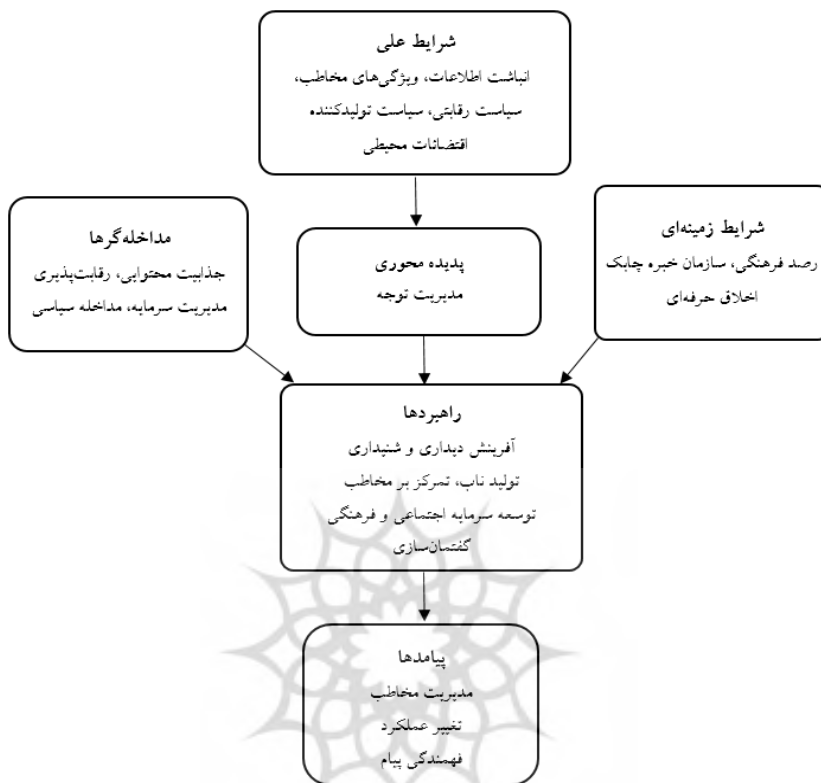 شرایط علی
انباشت اطلاعات، ویژگی‌های مخاطب،
سیاست رقابتی، سیاست تولیدکننده
اقتضائات محیطی
شرایط زمینه‌ای
رصد فرهنگی، سازمان خبره چابک
اخلاق حرفه‌ای
پدیده محوری
مدیریت توجه
مداخله‌گرها
جذابیت محتوایی، رقابت‌پذیری
مدیریت سرمایه، مداخله سیاسی
راهبردها
آفرینش دیداری و شنیداری
تولید ناب، تمرکز بر مخاطب
توسعه سرمایه اجتماعی و فرهنگی
گفتمان‌سازی
پیامدها
مدیریت مخاطب
تغییر عملکرد
فهمندگی پیام